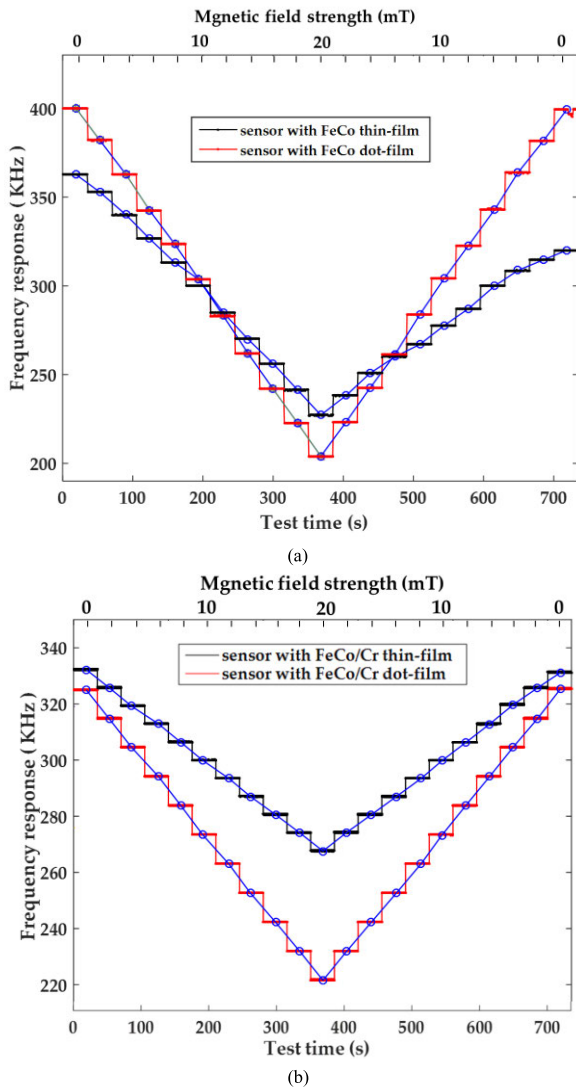 Mgnetic field strength (mT)
0 10 20 10 0
sensor with FeCo thin-film
sensor with FeCo dot-film
Frequency response ( KHz)
400
350
300
250
200
0 100 200 300 400 500 600 700
Test time (s)
(a)
Mgnetic field strength (mT)
0 10 20 10 0
sensor with FeCo/Cr thin-film
sensor with FeCo/Cr dot-film
Frequency response ( KHz)
340
320
300
280
260
240
220
0 100 200 300 400 500 600 700
Test time (s)
(b)